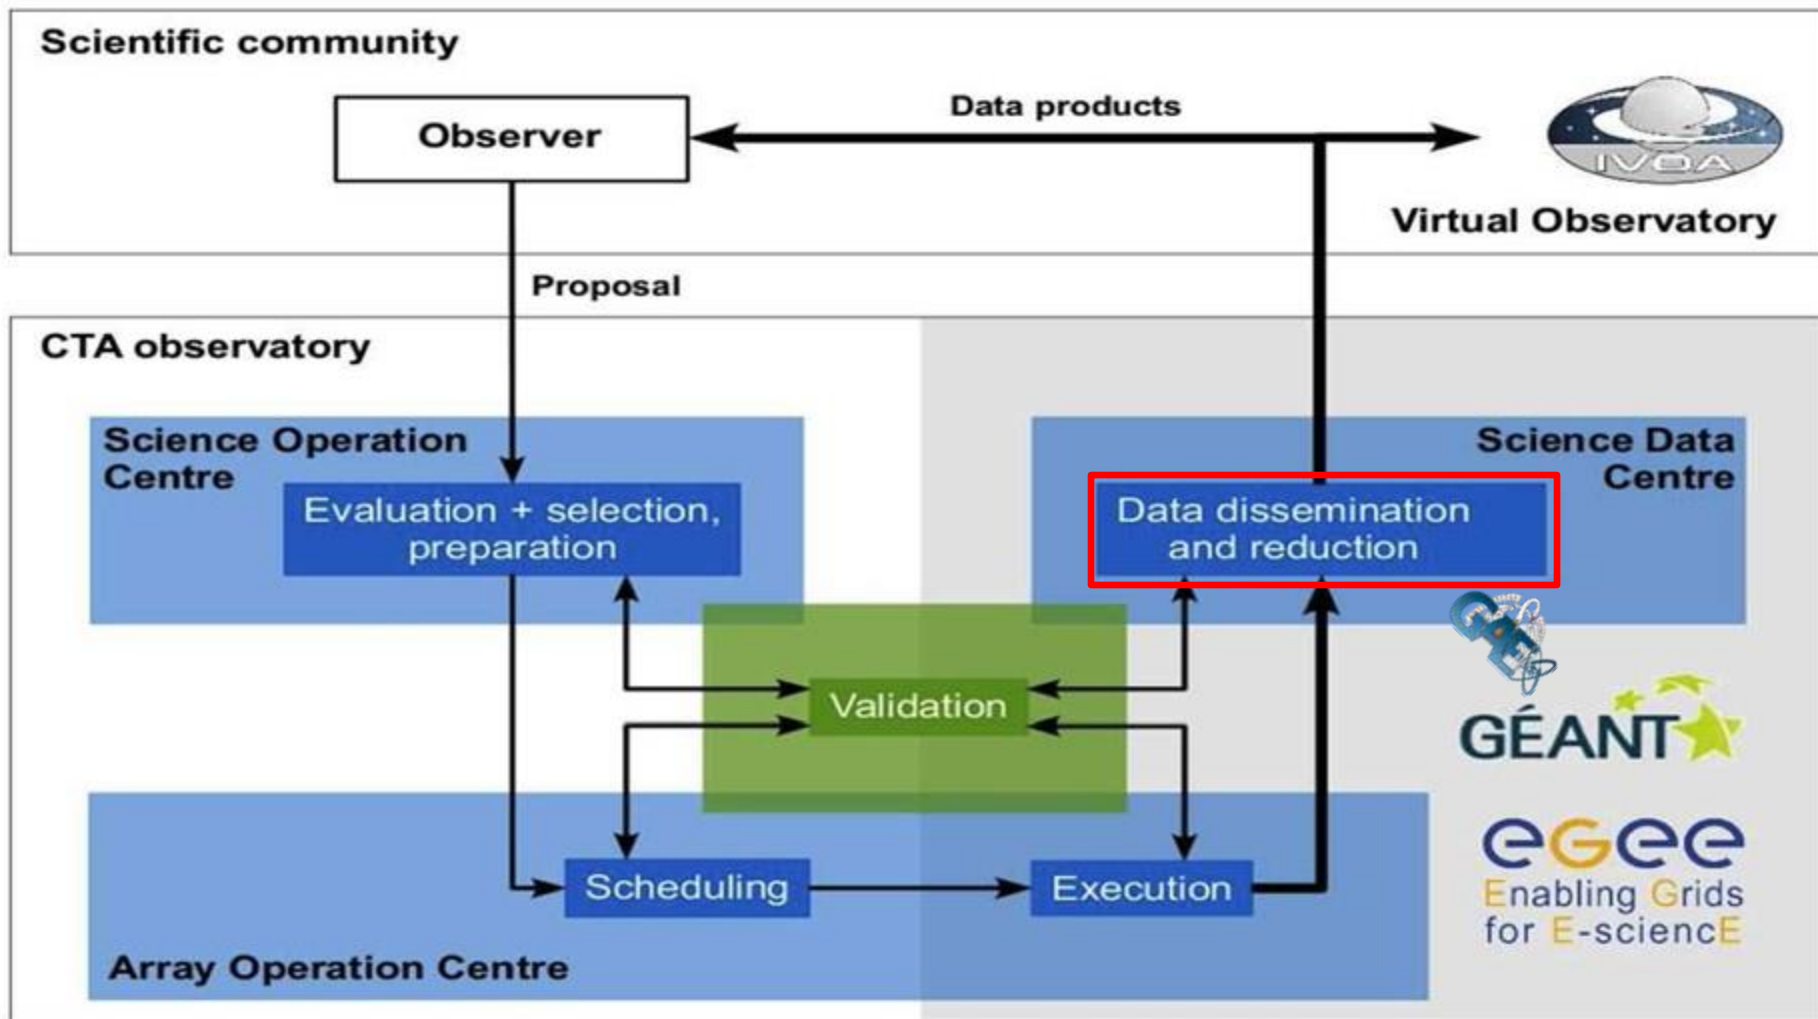 Scientific community
Observer
Data products
IVOA
Virtual Observatory
Proposal
CTA observatory
Science Operation
Centre
Evaluation + selection,
preparation
Science Data
Centre
Data dissemination
and reduction
Validation
GÉANT
Scheduling
Execution
Array Operation Centre
eGee
Enabling Grids
for E-sciencE